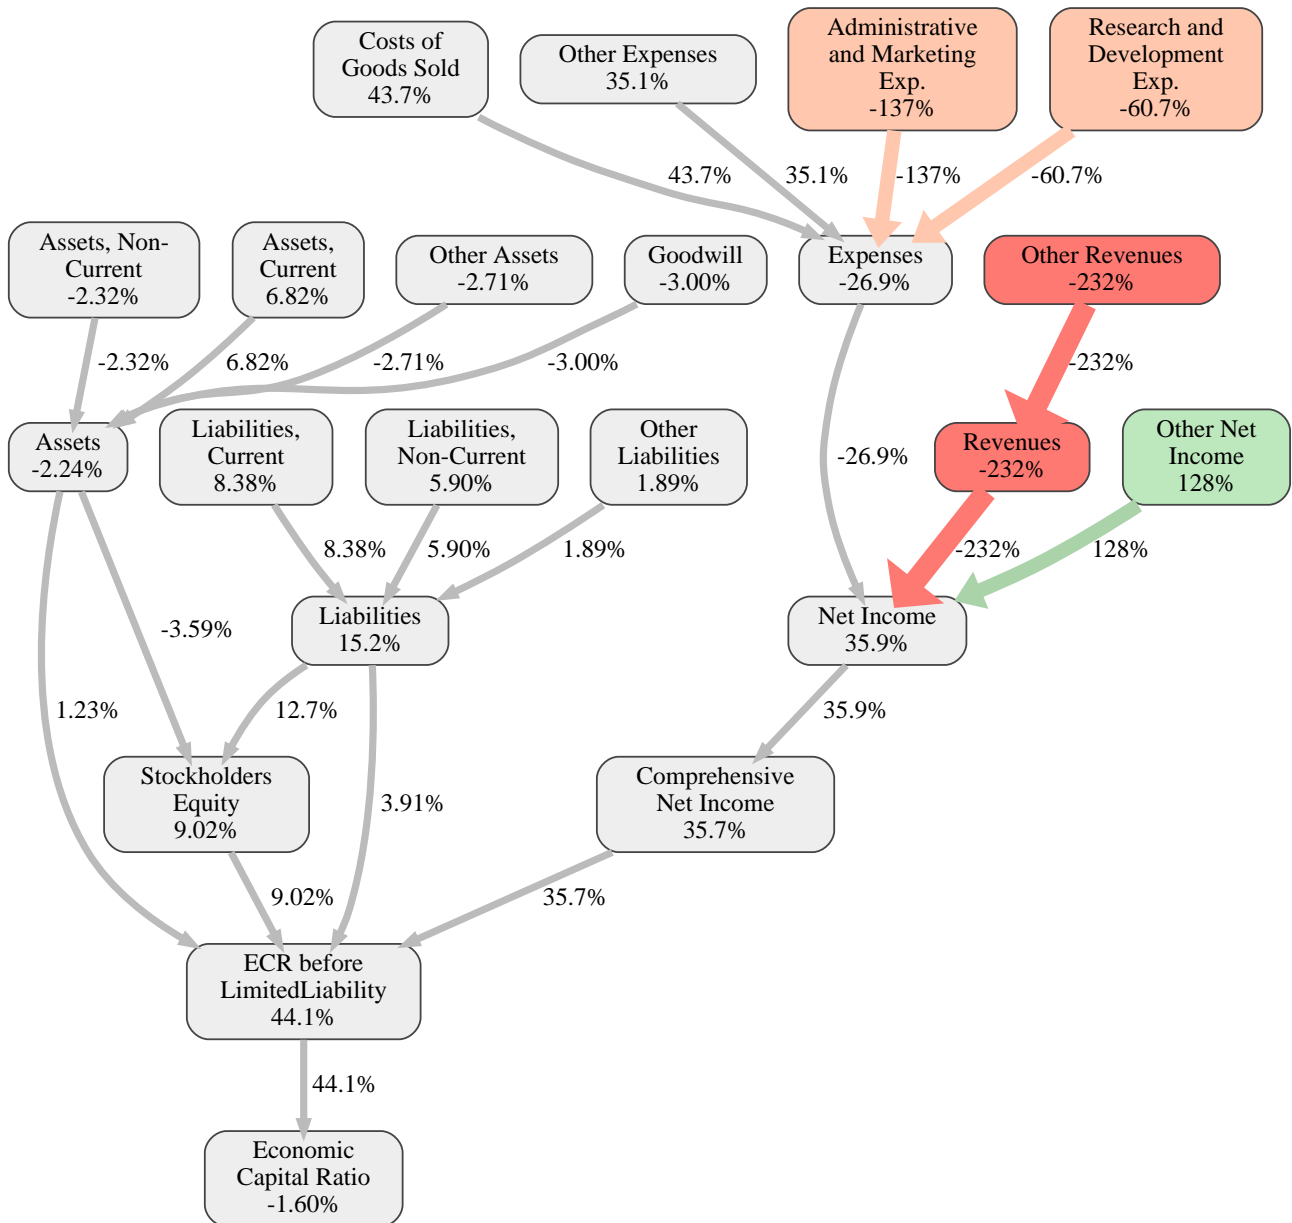 Costs of
Goods Sold
43.7%
Other Expenses
35.1%
Administrative
and Marketing
Exp.
-137%
Research and
Development
Exp.
-60.7%
43.7%
35.1%
-137%
-60.7%
Assets, Non-
Current
-2.32%
Assets,
Current
6.82%
Other Assets
-2.71%
Goodwill
-3.00%
Expenses
-26.9%
Other Revenues
-232%
-2.32%
6.82%
-2.71%
-3.00%
-232%
Assets
-2.24%
Liabilities,
Current
8.38%
Liabilities,
Non-Current
5.90%
Other
Liabilities
1.89%
-26.9%
Revenues
-232%
Other Net
Income
128%
8.38%
5.90%
1.89%
-232%
128%
-3.59%
Liabilities
15.2%
Net Income
35.9%
1.23%
12.7%
35.9%
Stockholders
Equity
9.02%
3.91%
Comprehensive
Net Income
35.7%
9.02%
35.7%
ECR before
LimitedLiability
44.1%
44.1%
Economic
Capital Ratio
-1.60%